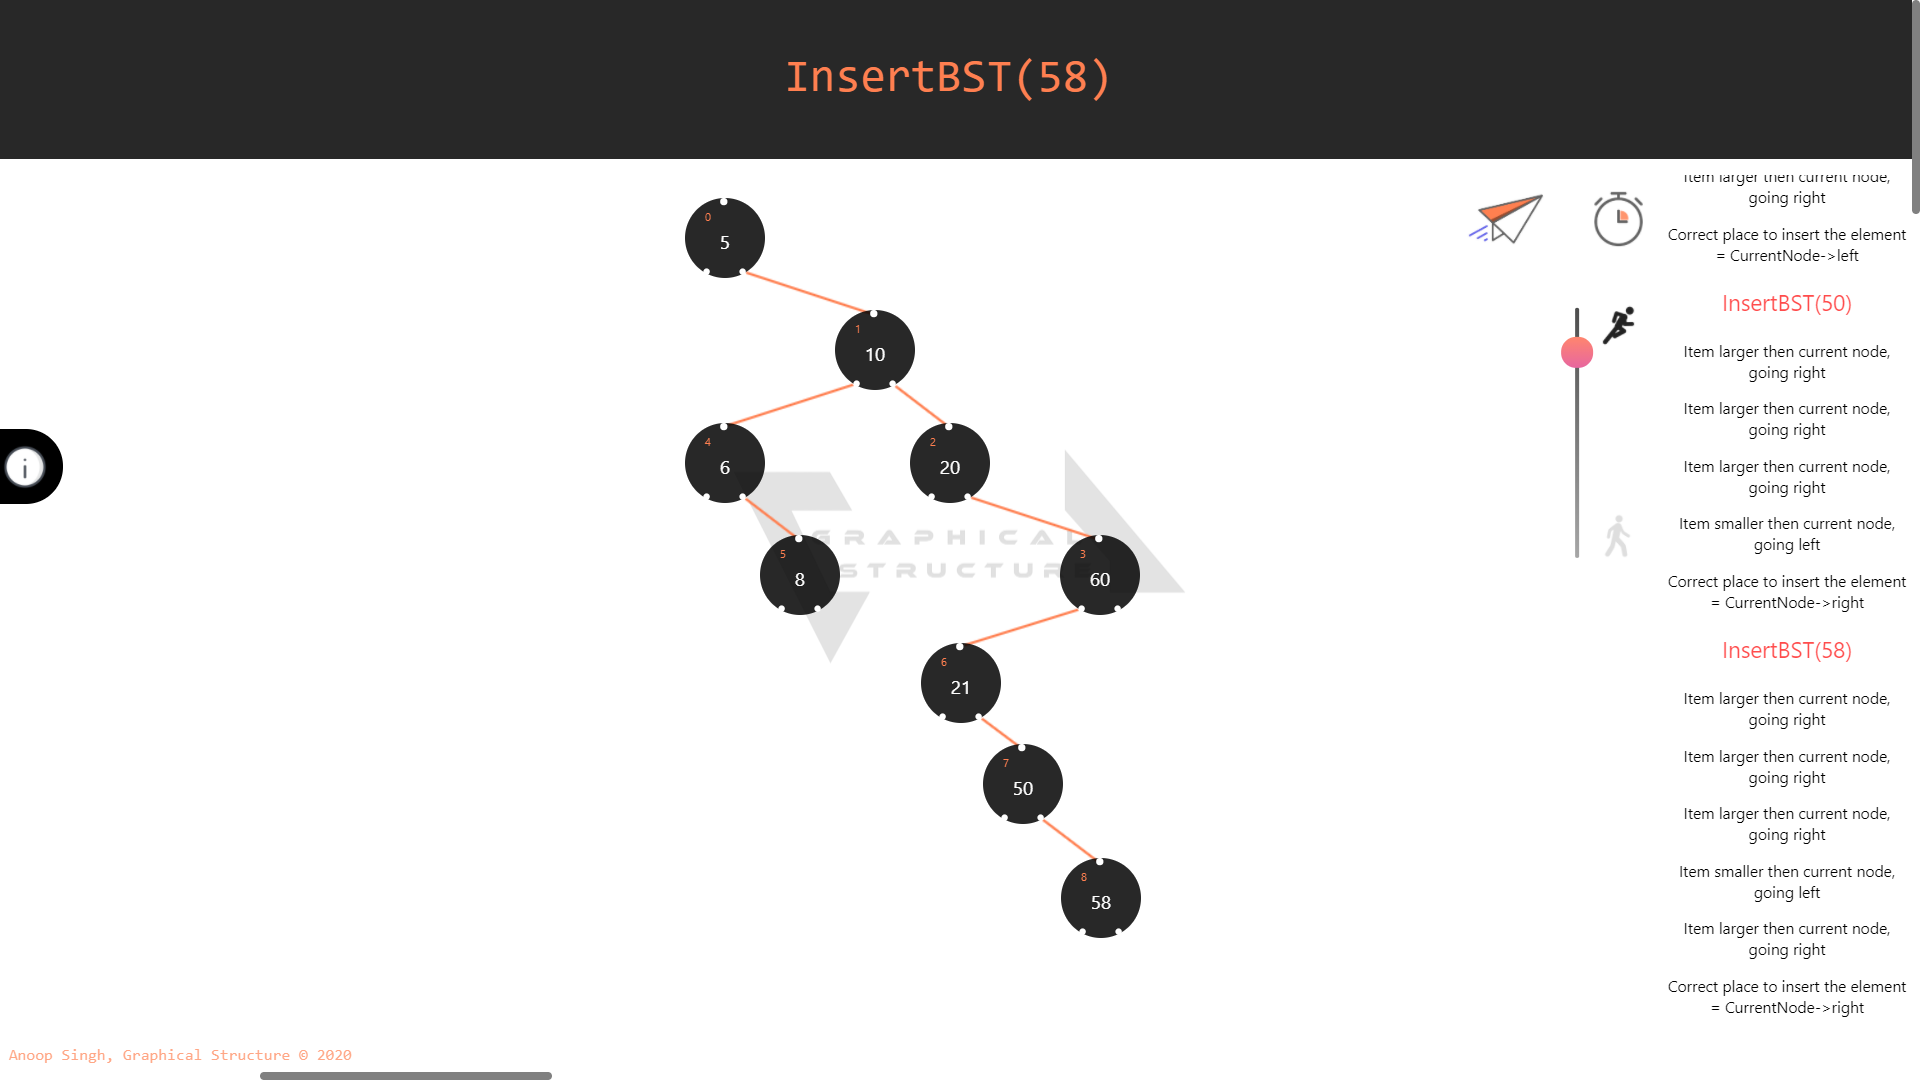 InsertBST(58)
0
5
1
10
4
6
2
20
5
8
3
60
6
21
7
50
8
58
GRAPHICAL
STRUCTURE
Item larger then current node,
going right
Correct place to insert the element
= CurrentNode->left
InsertBST(50)
Item larger then current node,
going right
Item larger then current node,
going right
Item larger then current node,
going right
Item smaller then current node,
going left
Correct place to insert the element
= CurrentNode->right
InsertBST(58)
Item larger then current node,
going right
Item larger then current node,
going right
Item larger then current node,
going right
Item smaller then current node,
going left
Item larger then current node,
going right
Correct place to insert the element
= CurrentNode->right
Anoop Singh, Graphical Structure © 2020